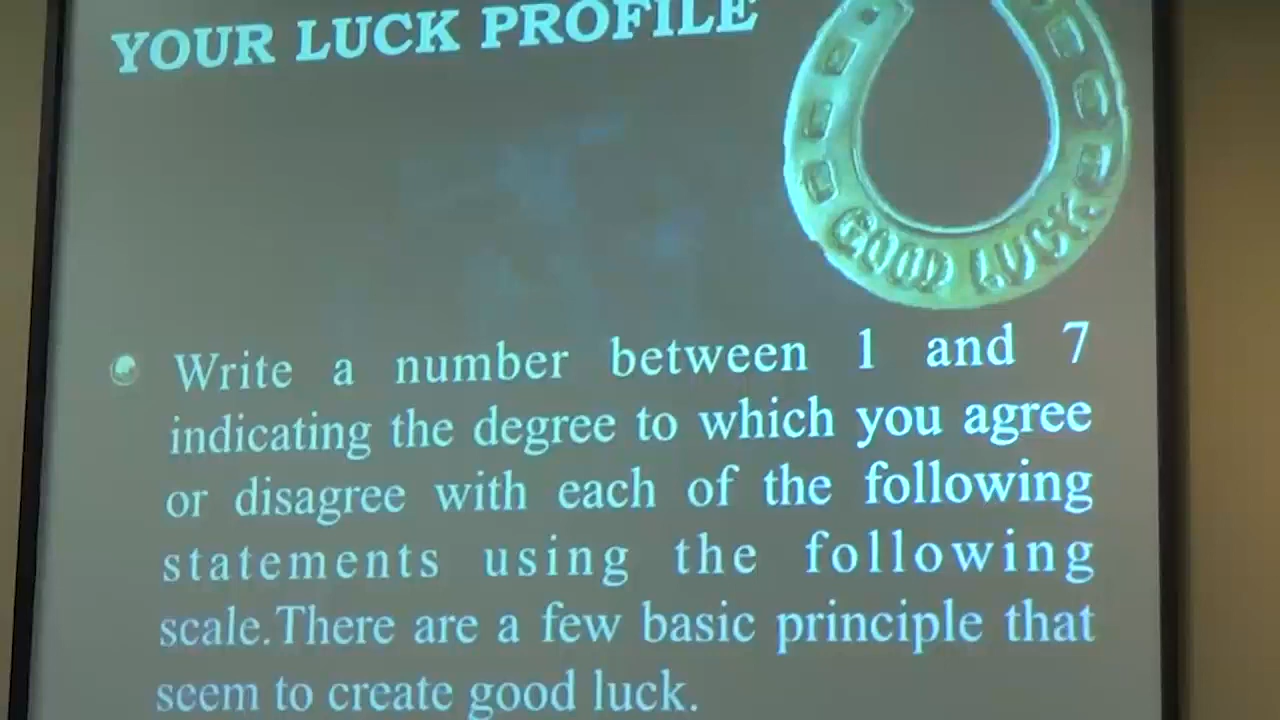 YOUR LUCK PROFILE
GOOD LUCK
Write a number between 1 and 7
indicating the degree to which you agree
or disagree with each of the following
statements using the following
scale.There are a few basic principle that
seem to create good luck.